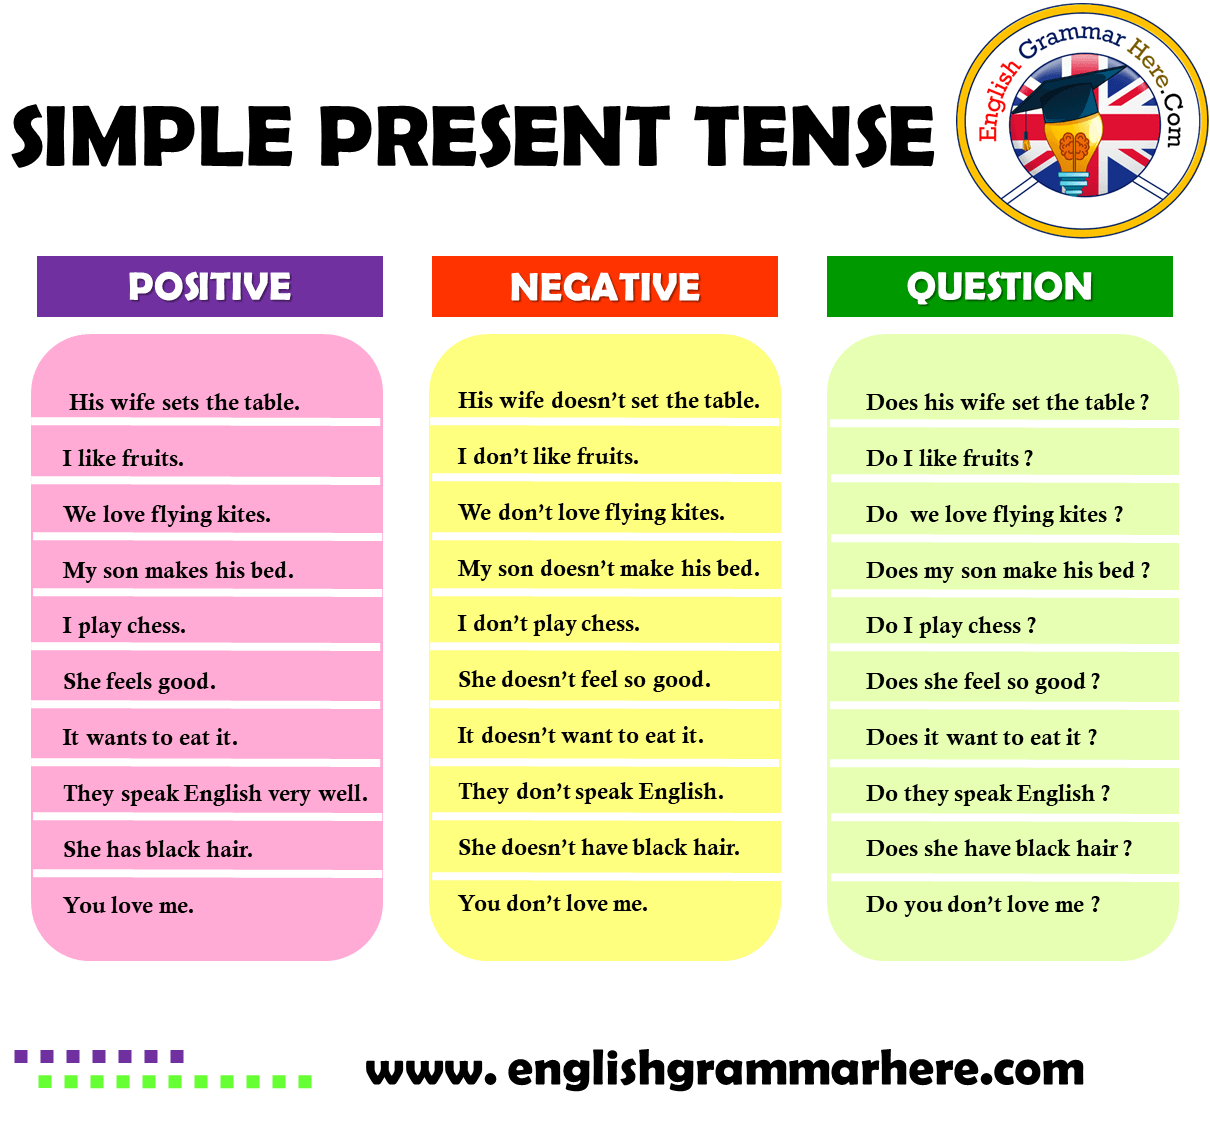 SIMPLE PRESENT TENSE
English Grammar Here.Com
POSITIVE
His wife sets the table.
I like fruits.
We love flying kites.
My son makes his bed.
I play chess.
She feels good.
It wants to eat it.
They speak English very well.
She has black hair.
You love me.
NEGATIVE
His wife doesn’t set the table.
I don’t like fruits.
We don’t love flying kites.
My son doesn’t make his bed.
I don’t play chess.
She doesn’t feel so good.
It doesn’t want to eat it.
They don’t speak English.
She doesn’t have black hair.
You don’t love me.
QUESTION
Does his wife set the table ?
Do I like fruits ?
Do  we love flying kites ?
Does my son make his bed ?
Do I play chess ?
Does she feel so good ?
Does it want to eat it ?
Do they speak English ?
Does she have black hair ?
Do you don’t love me ?
www. englishgrammarhere.com